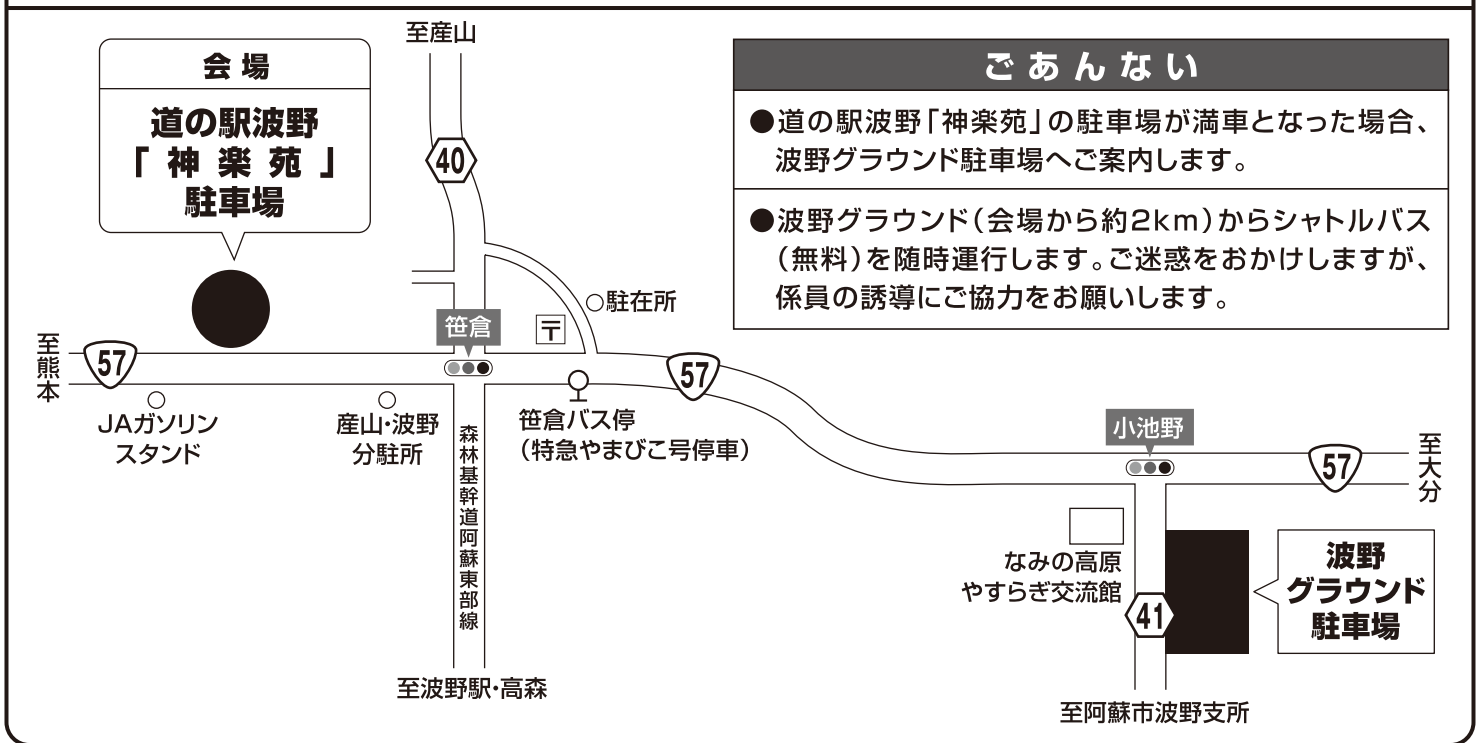 至産山
会場
道の駅波野
「神楽苑」
駐車場
ごあんない
●道の駅波野「神楽苑」の駐車場が満車となった場合、
波野グラウンド駐車場へご案内します。
●波野グラウンド(会場から約2km)からシャトルバス
(無料)を随時運行します。ご迷惑をおかけしますが、
係員の誘導にご協力をお願いします。
40
駐在所
笹倉
〒
至熊本
57
57
JAガソリン
スタンド
産山・波野
分駐所
笹倉バス停
(特急やまびこ号停車)
森林基幹道阿蘇東部線
小池野
57
至大分
なみの高原
やすらぎ交流館
41
波野
グラウンド
駐車場
至波野駅・高森
至阿蘇市波野支所